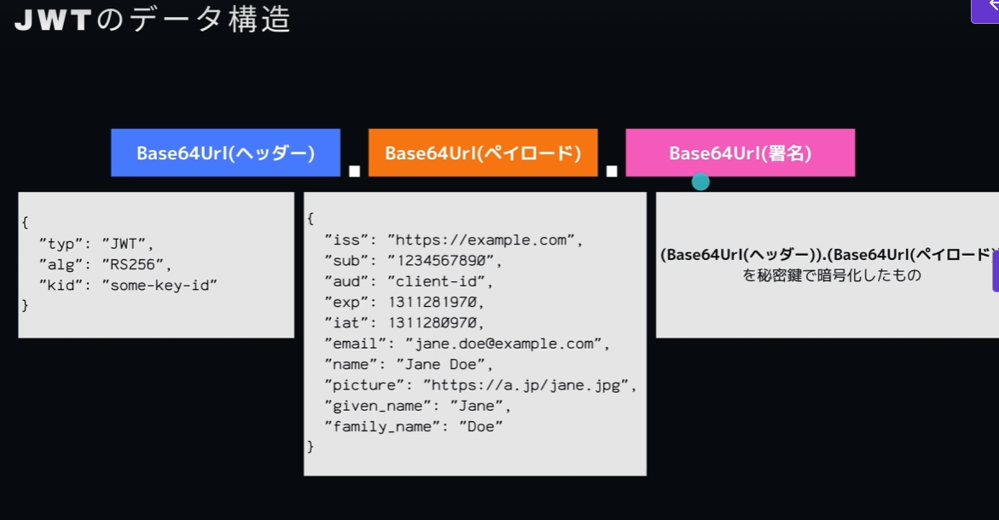 JWTのデータ構造
Base64Url(ヘッダー) . Base64Url(ペイロード) . Base64Url(署名)
{
"typ": "JWT",
"alg": "RS256",
"kid": "some-key-id"
}
{
"iss": "https://example.com",
"sub": "1234567890",
"aud": "client-id",
"exp": 1311281970,
"iat": 1311280970,
"email": "jane.doe@example.com",
"name": "Jane Doe",
"picture": "https://a.jp/jane.jpg",
"given_name": "Jane",
"family_name": "Doe"
}
(Base64Url(ヘッダー)).(Base64Url(ペイロード)
を秘密鍵で暗号化したもの